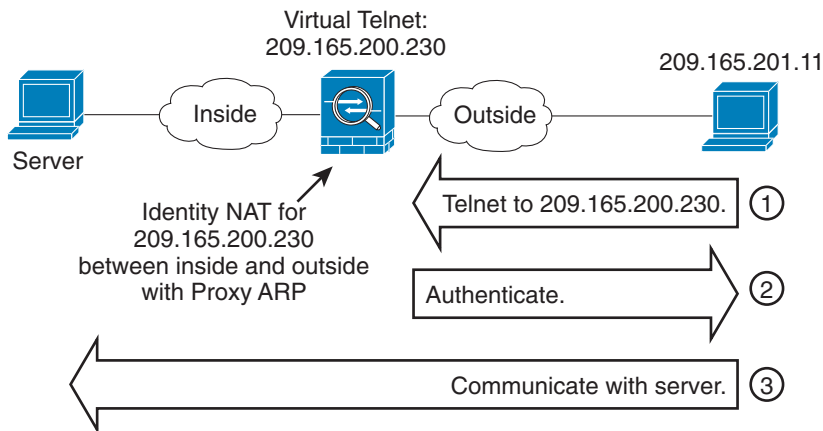 Virtual Telnet:
209.165.200.230
209.165.201.11
Inside
Outside
Server
Identity NAT for
209.165.200.230
between inside and outside
with Proxy ARP
Telnet to 209.165.200.230.
1
Authenticate.
2
Communicate with server.
3